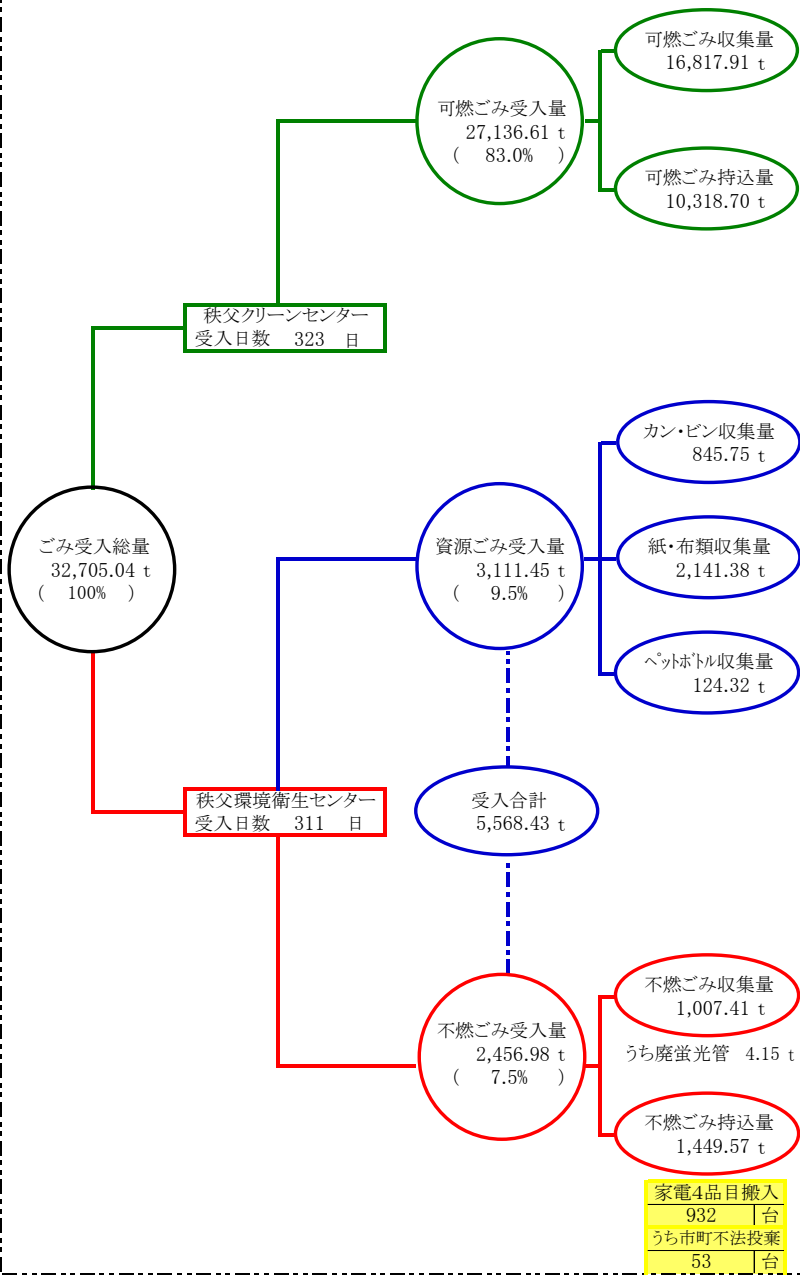 可燃ごみ収集量
16,817.91 t
可燃ごみ受入量
27,136.61 t
( 83.0% )
可燃ごみ持込量
10,318.70 t
秩父クリーンセンター
受入日数 323 日
カン・ビン収集量
845.75 t
ごみ受入総量
32,705.04 t
( 100% )
資源ごみ受入量
3,111.45 t
( 9.5% )
紙・布類収集量
2,141.38 t
ペットボトル収集量
124.32 t
秩父環境衛生センター
受入日数 311 日
受入合計
5,568.43 t
不燃ごみ収集量
1,007.41 t
不燃ごみ受入量
2,456.98 t
( 7.5% )
うち廃蛍光管 4.15 t
不燃ごみ持込量
1,449.57 t
家電4品目搬入
932 台
うち市町不法投棄
53 台